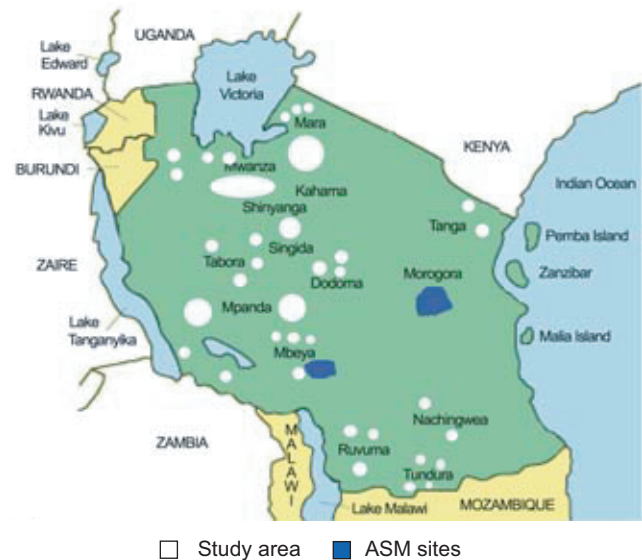 UGANDA
Lake
Edward
Lake
Victoria
RWANDA
Lake
Kivu
Mara
KENYA
Mwanza
BURUNDI
Kahama
Indian Ocean
Shinyanga
Tanga
Singida
Pemba Island
ZAIRE
Tabora
Dodoma
Morogora
Zanzibar
Mpanda
Lake
Tanganyika
Malia Island
Mbeya
Nachingwea
ZAMBIA
MALAWI
Ruvuma
Tundura
Lake Malawi
MOZAMBIQUE
Study area
ASM sites